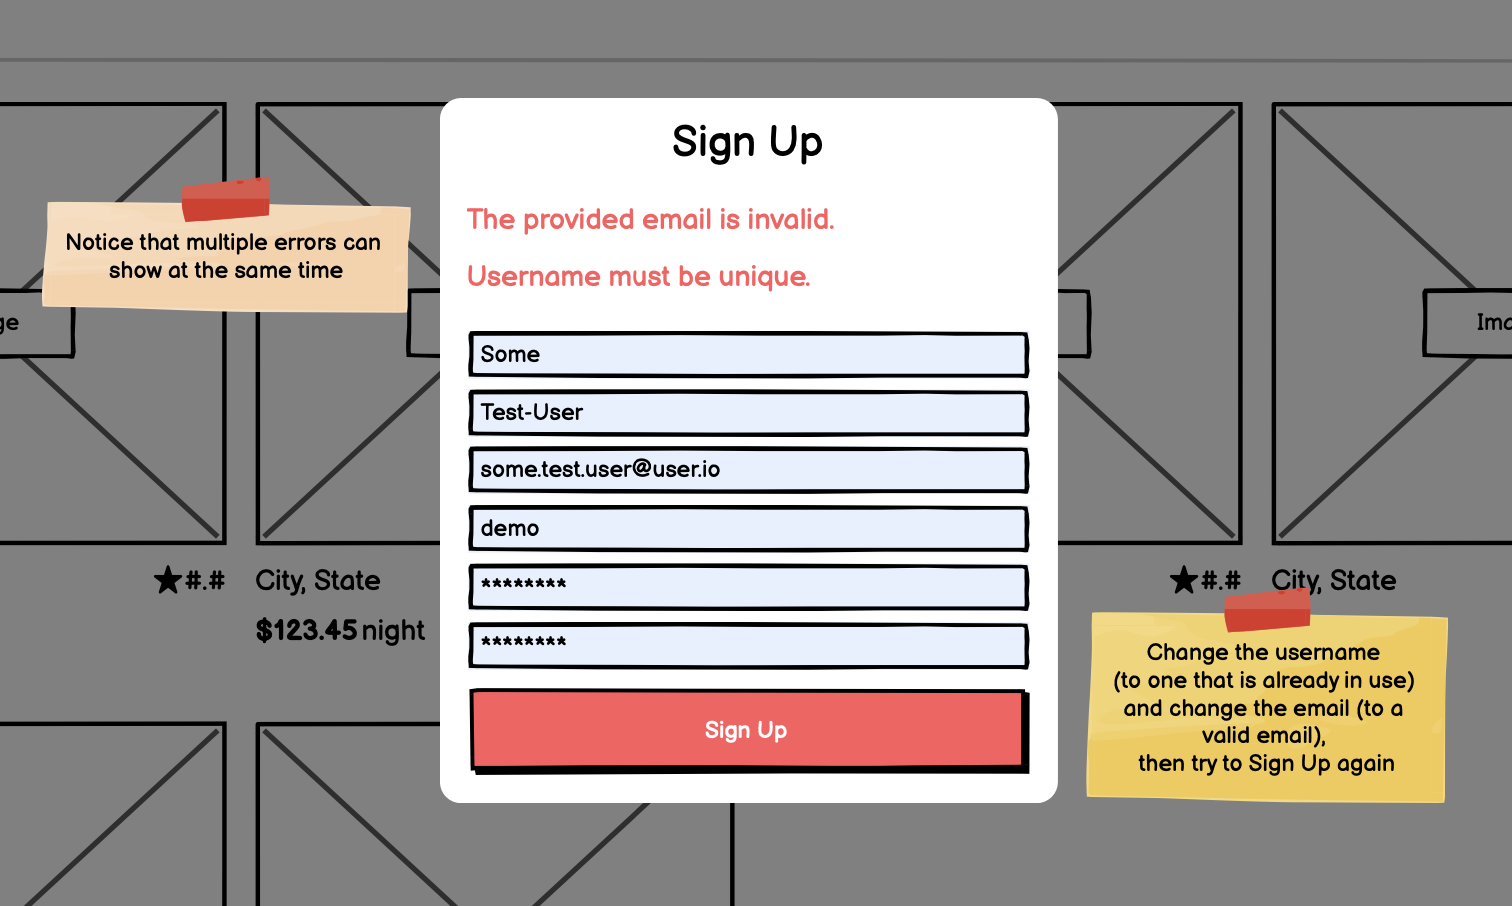 Sign Up
The provided email is invalid.
Username must be unique.
Notice that multiple errors can
show at the same time
ge
Ima
Some
Test-User
some.test.user@user.io
demo
********
********
Sign Up
★#.#
City, State
$123.45 night
★#.#
City, State
Change the username
(to one that is already in use)
and change the email (to a
valid email),
then try to Sign Up again